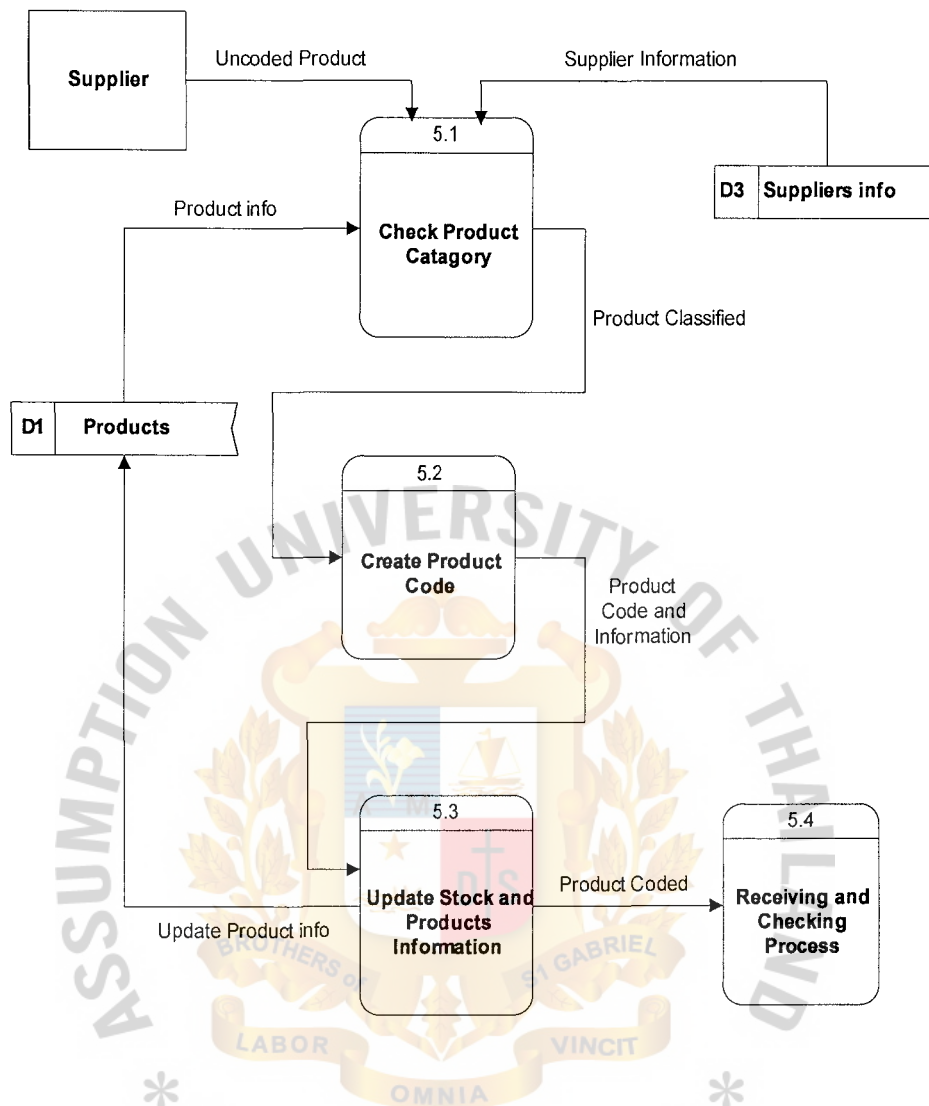 Supplier
Uncoded Product
Supplier Information
5.1
Check Product
Catagory
D3 Suppliers info
Product info
Product Classified
D1 Products
5.2
Create Product
Code
Product
Code and
Information
5.3
Update Stock and
Products
Information
Update Product info
Product Coded
5.4
Receiving and
Checking
Process
ASSUMPTION UNIVERSITY OF THAILAND
A M
D S
BROTHERS of
ST GABRIEL
LABOR
OMNIA
VINCIT